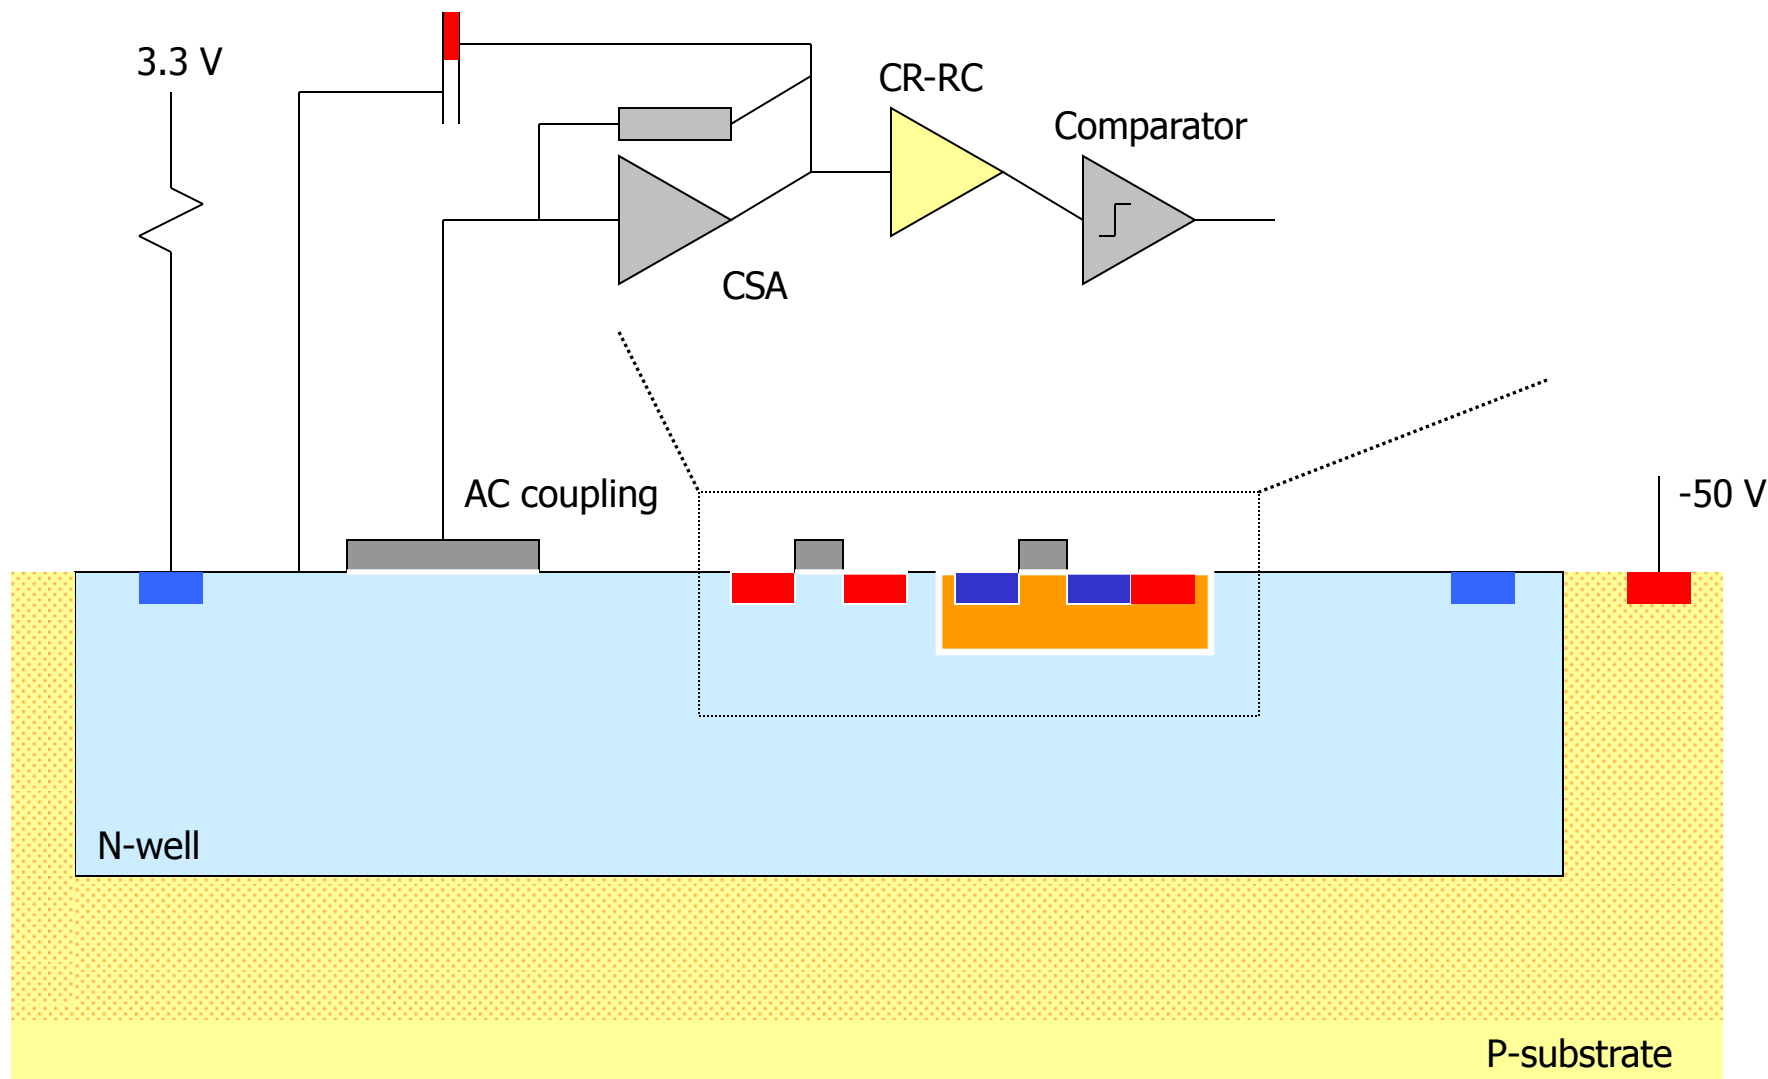 3.3 V
CR-RC
Comparator
CSA
AC coupling
-50 V
N-well
P-substrate